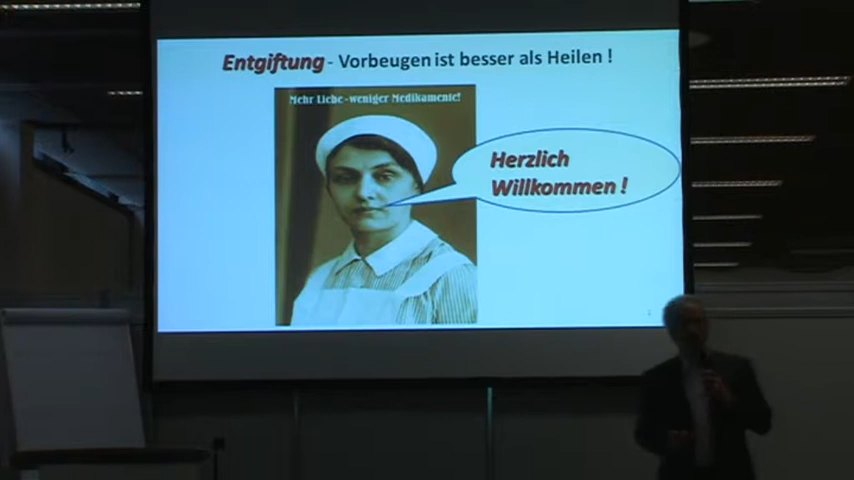 Entgiftung - Vorbeugen ist besser als Heilen !
Mehr Liebe - weniger Medikamente!
Herzlich
Willkommen !